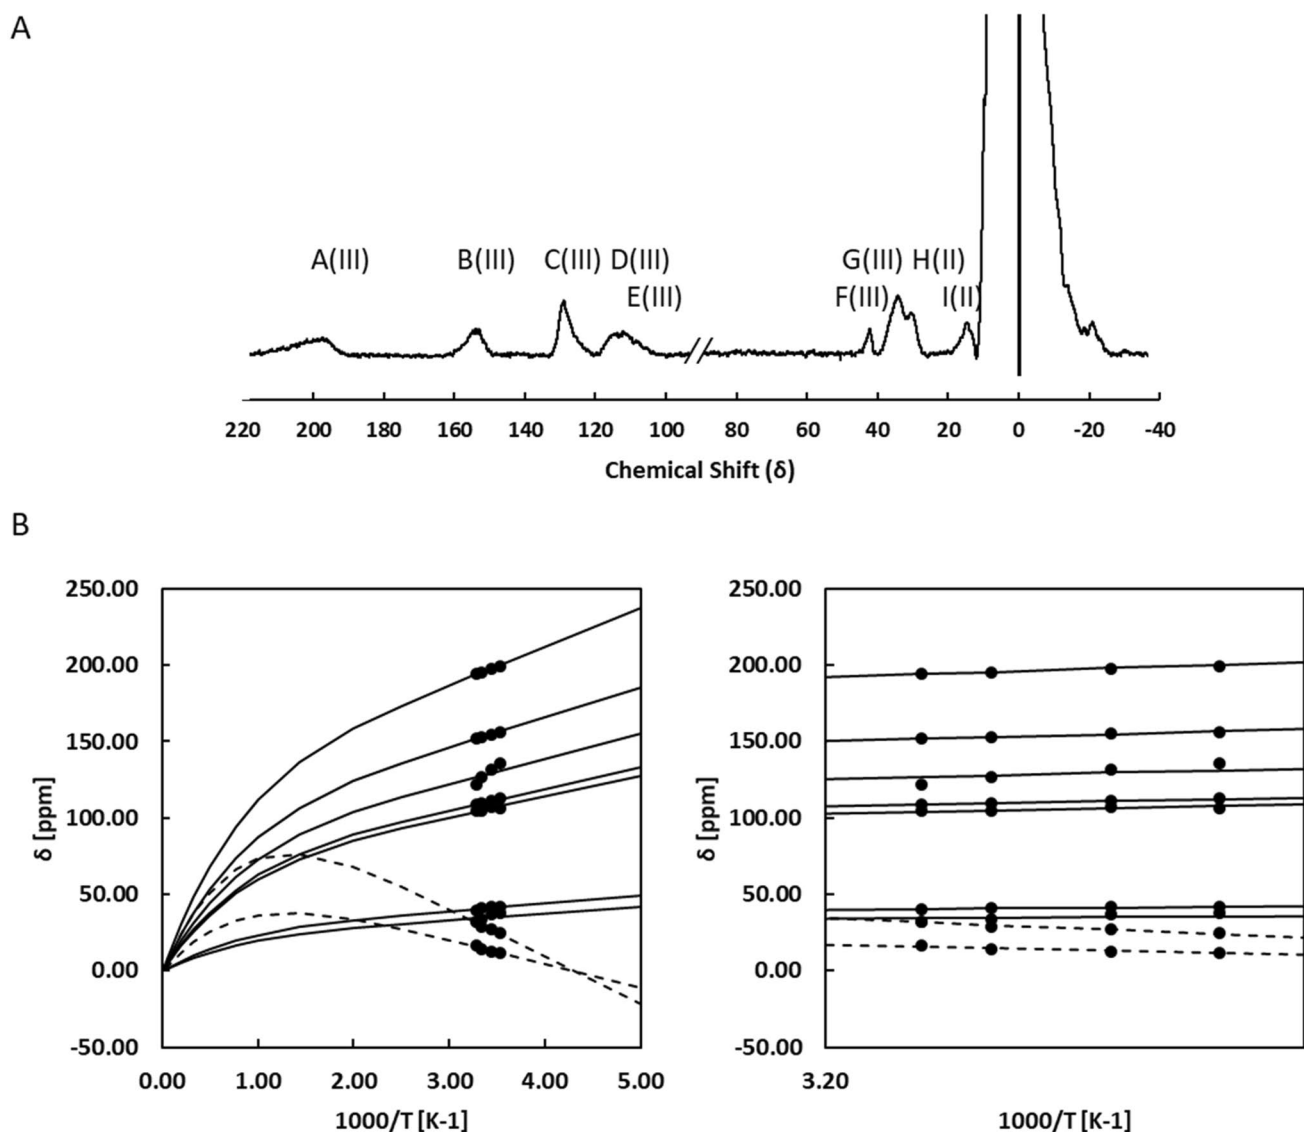 A
A(III) B(III) C(III) D(III) G(III) H(II)
E(III) F(III) I(II)
220 200 180 160 140 120 100 80 60 40 20 0 -20 -40
Chemical Shift (δ)
B
250.00 250.00
200.00 200.00
150.00 150.00
100.00 100.00
50.00 50.00
0.00 0.00
-50.00 -50.00
δ [ppm] δ [ppm]
0.00 1.00 2.00 3.00 4.00 5.00 3.20
1000/T [K-1] 1000/T [K-1]